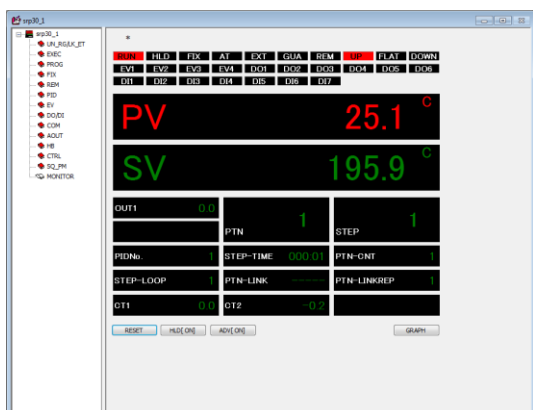 srp30_1
srp30_1
UN_RG/LK_ET
EXEC
PROG
FIX
REM
PID
EV
DO/DI
COM
AOUT
HB
CTRL
SQ_PM
MONITOR
*
RUN HLD FIX AT EXT GUA REM UP FLAT DOWN
EV1 EV2 EV3 EV4 DO1 DO2 DO3 DO4 DO5 DO6
DI1 DI2 DI3 DI4 DI5 DI6 DI7
PV 25.1 C
SV 195.9 C
OUT1 0.0
PTN 1 STEP 1
PIDNo. 1 STEP-TIME 000:01 PTN-CNT 1
STEP-LOOP 1 PTN-LINK ------ PTN-LINKREP 1
CT1 0.0 CT2 -0.2
RESET HLD[ ON] ADV[ ON] GRAPH